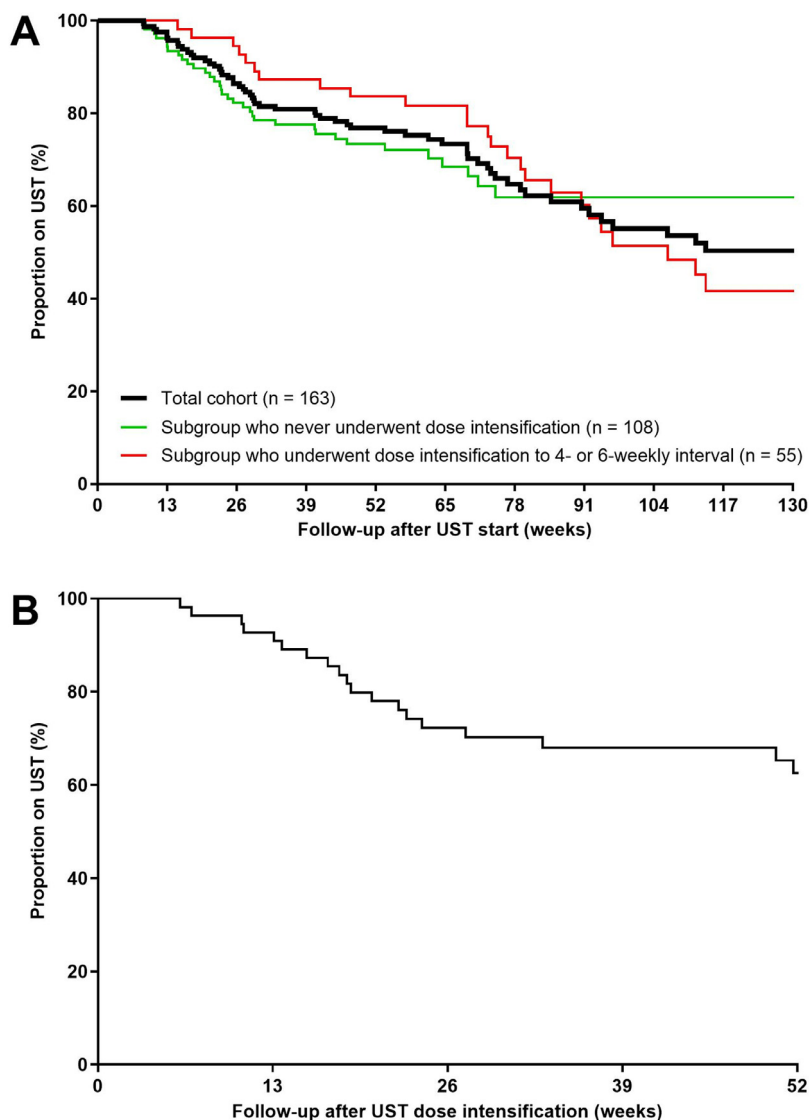 A
Proportion on UST (%)
100
80
60
40
20
0
Total cohort (n = 163)
Subgroup who never underwent dose intensification (n = 108)
Subgroup who underwent dose intensification to 4- or 6-weekly interval (n = 55)
0 13 26 39 52 65 78 91 104 117 130
Follow-up after UST start (weeks)
B
Proportion on UST (%)
100
80
60
40
20
0
0 13 26 39 52
Follow-up after UST dose intensification (weeks)